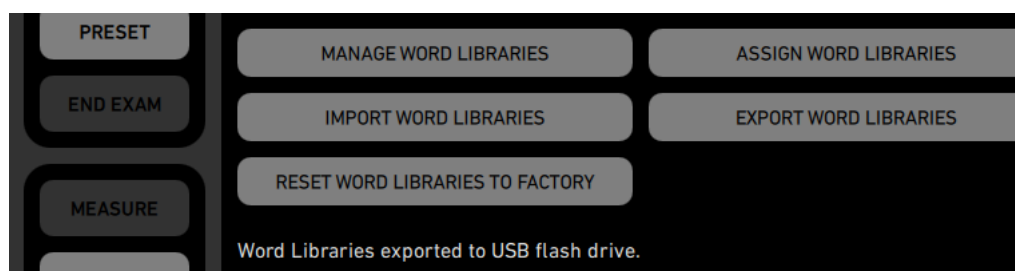 PRESET
MANAGE WORD LIBRARIES
ASSIGN WORD LIBRARIES
END EXAM
IMPORT WORD LIBRARIES
EXPORT WORD LIBRARIES
RESET WORD LIBRARIES TO FACTORY
MEASURE
Word Libraries exported to USB flash drive.